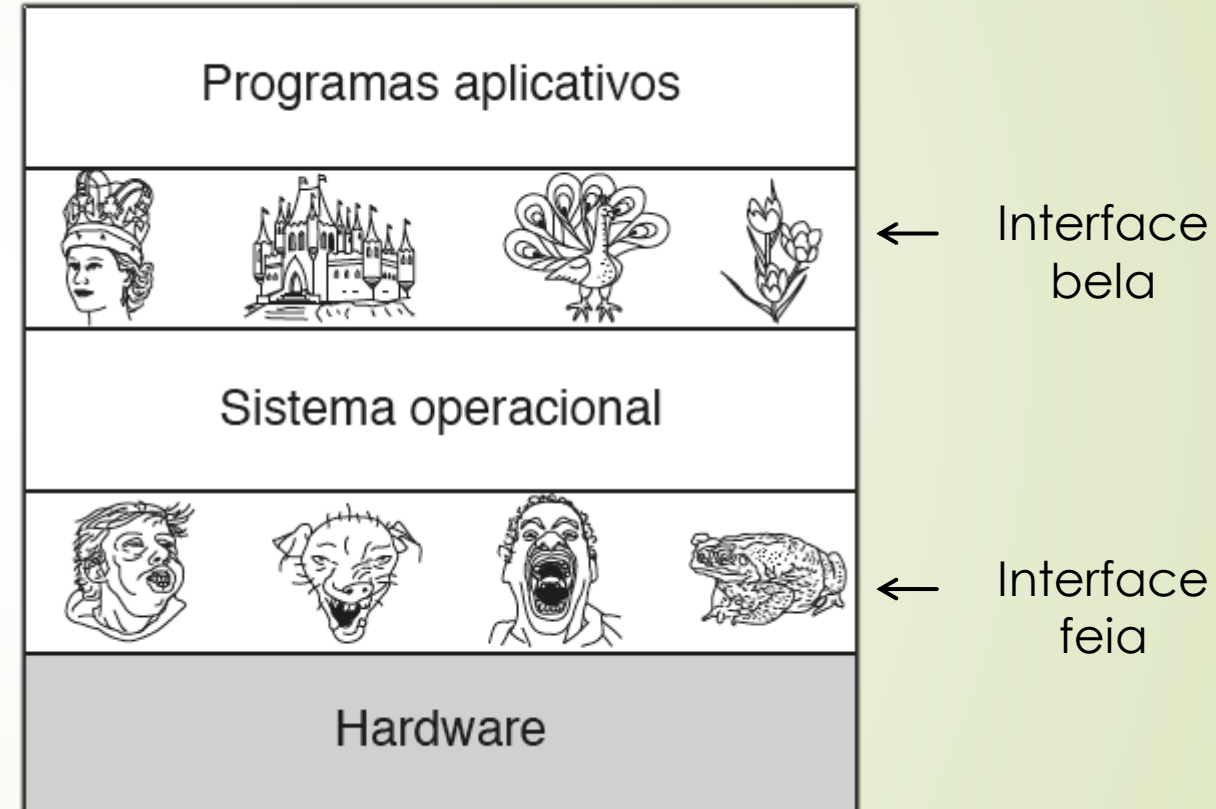 Programas aplicativos
Interface
bela
Sistema operacional
Interface
feia
Hardware